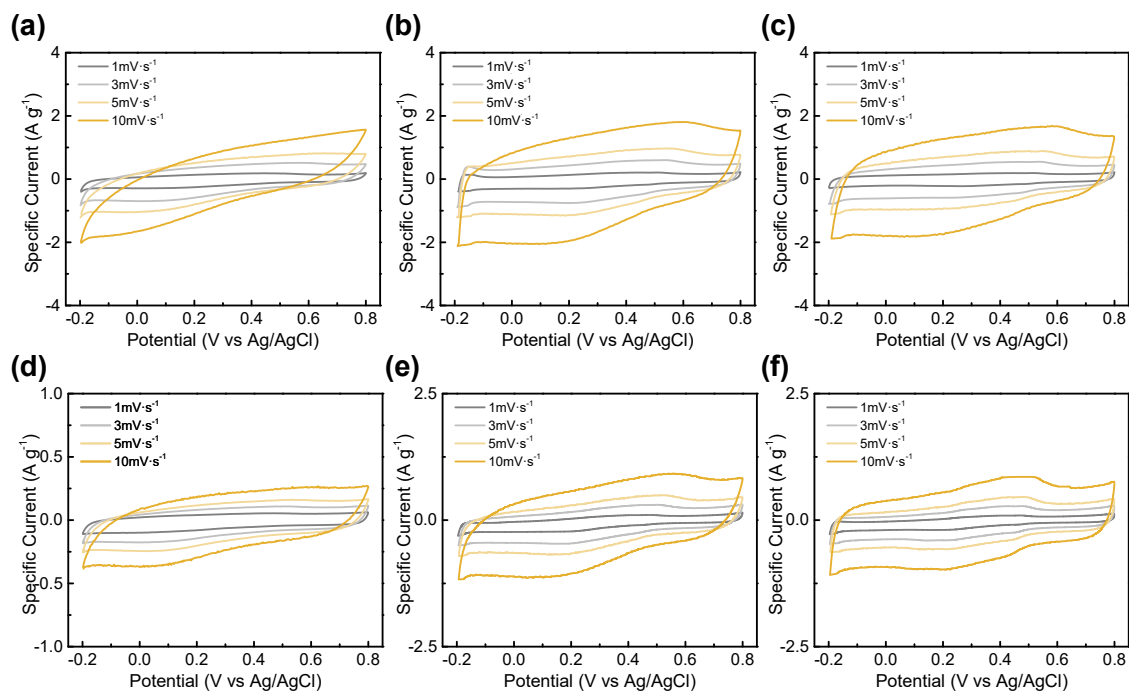 (a)
4
2
0
-2
-4
Specific Current (A g⁻¹)
1mV·s⁻¹
3mV·s⁻¹
5mV·s⁻¹
10mV·s⁻¹
-0.2 0.0 0.2 0.4 0.6 0.8
Potential (V vs Ag/AgCl)
(b)
4
2
0
-2
-4
Specific Current (A g⁻¹)
1mV·s⁻¹
3mV·s⁻¹
5mV·s⁻¹
10mV·s⁻¹
-0.2 0.0 0.2 0.4 0.6 0.8
Potential (V vs Ag/AgCl)
(c)
4
2
0
-2
-4
Specific Current (A g⁻¹)
1mV·s⁻¹
3mV·s⁻¹
5mV·s⁻¹
10mV·s⁻¹
-0.2 0.0 0.2 0.4 0.6 0.8
Potential (V vs Ag/AgCl)
(d)
1.0
0.5
0.0
-0.5
-1.0
Specific Current (A g⁻¹)
1mV·s⁻¹
3mV·s⁻¹
5mV·s⁻¹
10mV·s⁻¹
-0.2 0.0 0.2 0.4 0.6 0.8
Potential (V vs Ag/AgCl)
(e)
2.5
0.0
-2.5
Specific Current (A g⁻¹)
1mV·s⁻¹
3mV·s⁻¹
5mV·s⁻¹
10mV·s⁻¹
-0.2 0.0 0.2 0.4 0.6 0.8
Potential (V vs Ag/AgCl)
(f)
2.5
0.0
-2.5
Specific Current (A g⁻¹)
1mV·s⁻¹
3mV·s⁻¹
5mV·s⁻¹
10mV·s⁻¹
-0.2 0.0 0.2 0.4 0.6 0.8
Potential (V vs Ag/AgCl)